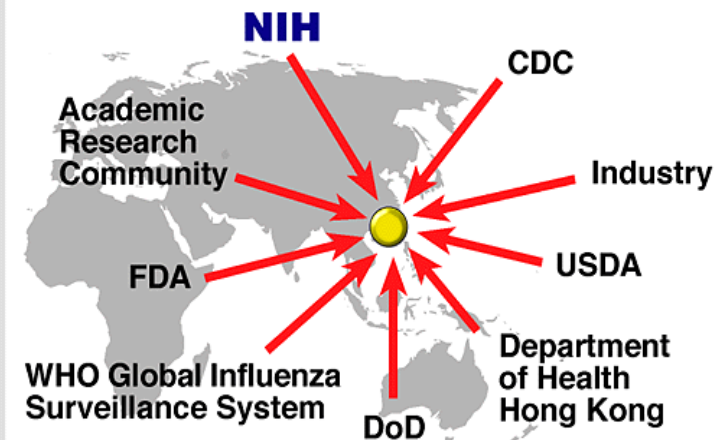 NIH
CDC
Academic
Research
Community
Industry
FDA
USDA
WHO Global Influenza
Surveillance System
Department
of Health
Hong Kong
DoD